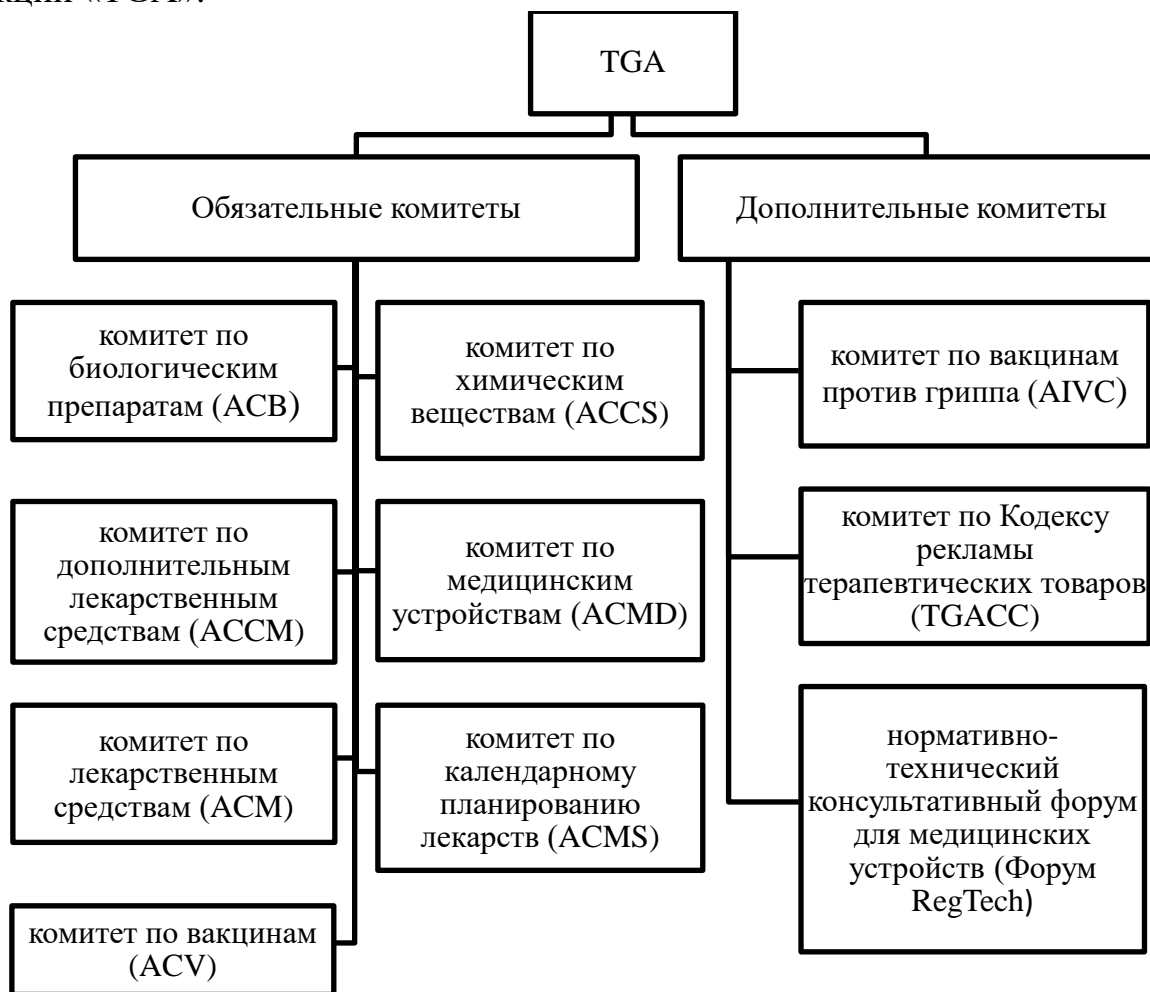 TGA
Обязательные комитеты
Дополнительные комитеты
комитет по
биологическим
препаратам (ACB)
комитет по
химическим
веществам (ACCS)
комитет по вакцинам
против гриппа (AIVC)
комитет по
дополнительным
лекарственным
средствам (ACCM)
комитет по
медицинским
устройствам (ACMD)
комитет по Кодексу
рекламы
терапевтических товаров
(TGACC)
комитет по
лекарственным
средствам (ACM)
комитет по
календарному
планированию
лекарств (ACMS)
нормативно-
технический
консультативный форум
для медицинских
устройств (Форум
RegTech)
комитет по вакцинам
(ACV)